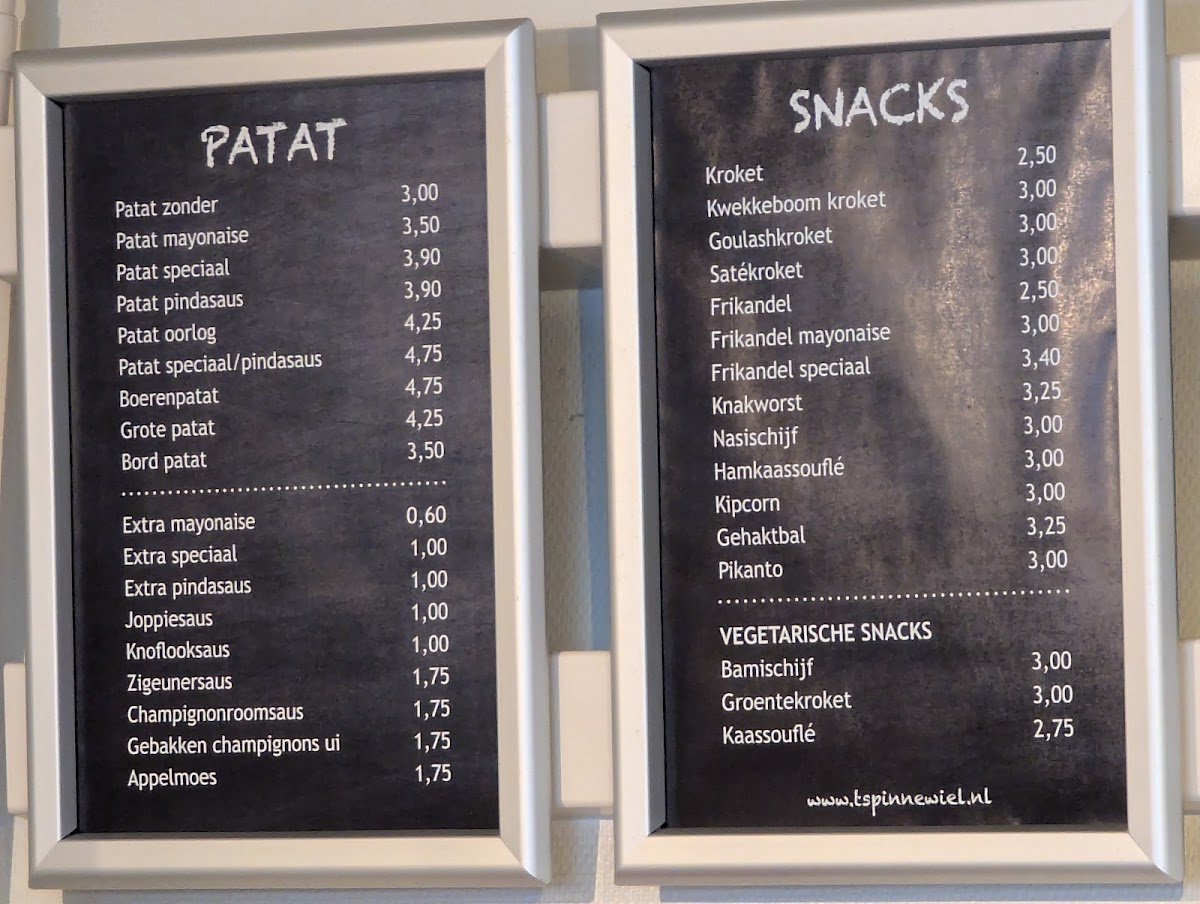 PATAT
Patat zonder 3,00
Patat mayonaise 3,50
Patat speciaal 3,90
Patat pindasaus 3,90
Patat oorlog 4,25
Patat speciaal/pindasaus 4,75
Boerenpatat 4,75
Grote patat 4,25
Bord patat 3,50
Extra mayonaise 0,60
Extra speciaal 1,00
Extra pindasaus 1,00
Joppiesaus 1,00
Knoflooksaus 1,00
Zigeunersaus 1,75
Champignonroomsaus 1,75
Gebakken champignons ui 1,75
Appelmoes 1,75
SNACKS
Kroket 2,50
Kwekkeboom kroket 3,00
Goulashkroket 3,00
Satékroket 3,00
Frikandel 2,50
Frikandel mayonaise 3,00
Frikandel speciaal 3,40
Knakworst 3,25
Nasischijf 3,00
Hamkaassouflé 3,00
Kipcorn 3,00
Gehaktbal 3,25
Pikanto 3,00
VEGETARISCHE SNACKS
Bamischijf 3,00
Groentekroket 3,00
Kaassouflé 2,75
www.tspinnewiel.nl